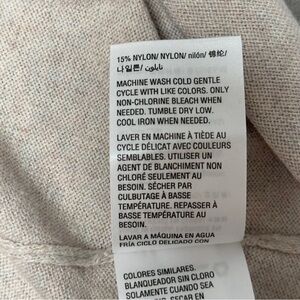 15% NYLON/ NYLON/ nilón/ 锦纶/
나일론/ نايلون
MACHINE WASH COLD GENTLE
CYCLE WITH LIKE COLORS. ONLY
NON-CHLORINE BLEACH WHEN
NEEDED. TUMBLE DRY LOW.
COOL IRON WHEN NEEDED.
LAVER EN MACHINE À TIÈDE AU
CYCLE DÉLICAT AVEC COULEURS
SEMBLABLES. UTILISER UN
AGENT DE BLANCHIMENT NON
CHLORÉ SEULEMENT AU
BESOIN. SÉCHER PAR
CULBUTAGE À BASSE
TEMPÉRATURE. REPASSER À
BASSE TEMPÉRATURE AU
BESOIN.
LAVAR A MÁQUINA EN AGUA
FRÍA CICLO DELICADO CON
COLORES SIMILARES.
BLANQUEADOR SIN CLORO
SOLAMENTE CUANDO SEA
SECAR EN